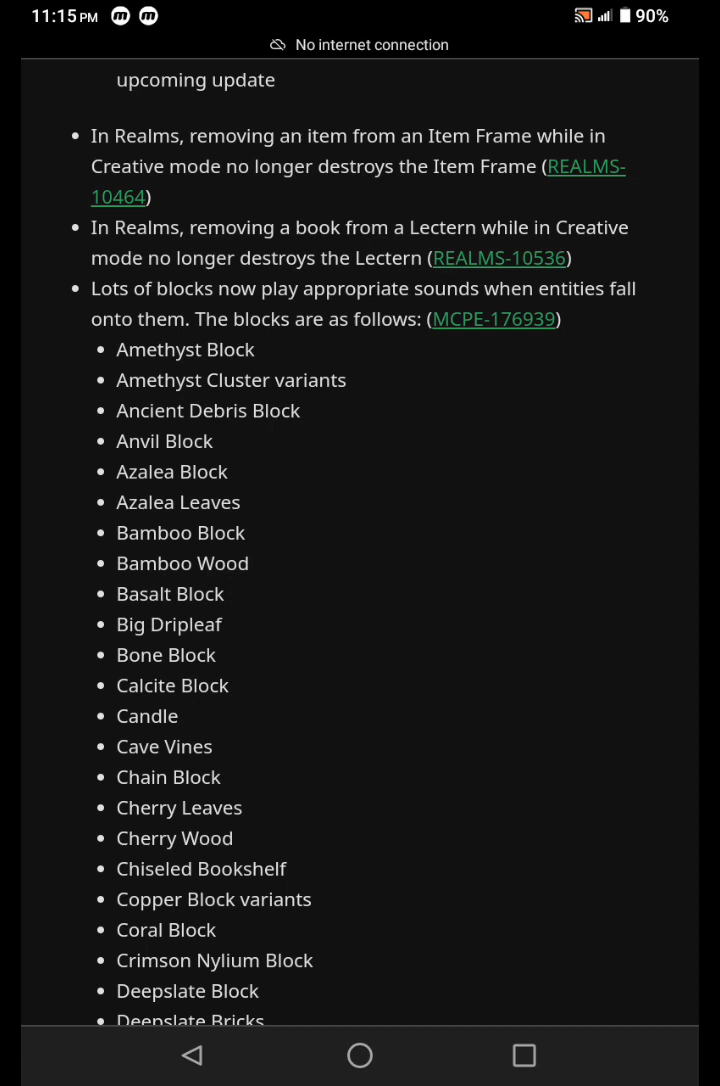 11:15 PM
90%
No internet connection
upcoming update
• In Realms, removing an item from an Item Frame while in
Creative mode no longer destroys the Item Frame (REALMS-
10464)
• In Realms, removing a book from a Lectern while in Creative
mode no longer destroys the Lectern (REALMS-10536)
• Lots of blocks now play appropriate sounds when entities fall
onto them. The blocks are as follows: (MCPE-176939)
• Amethyst Block
• Amethyst Cluster variants
• Ancient Debris Block
• Anvil Block
• Azalea Block
• Azalea Leaves
• Bamboo Block
• Bamboo Wood
• Basalt Block
• Big Dripleaf
• Bone Block
• Calcite Block
• Candle
• Cave Vines
• Chain Block
• Cherry Leaves
• Cherry Wood
• Chiseled Bookshelf
• Copper Block variants
• Coral Block
• Crimson Nylium Block
• Deepslate Block
• Deepslate Bricks